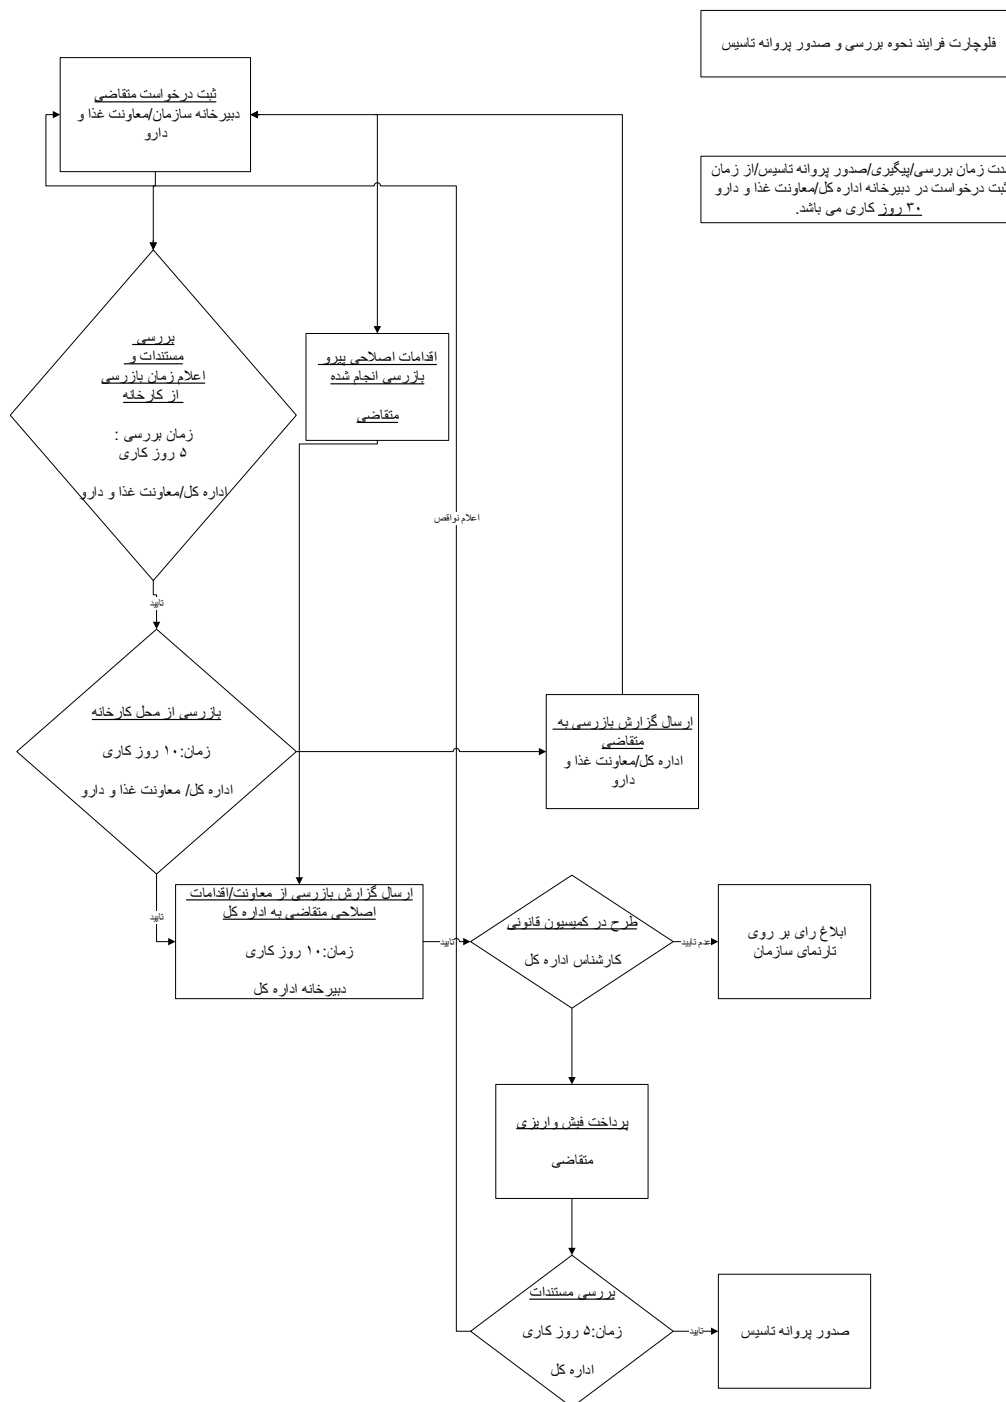 فلوچارت فرایند نحوه بررسی و صدور پروانه تاسیس
ثبت درخواست متقاضی
دبیرخانه سازمان/معاونت غذا و
دارو
مدت زمان بررسی/پیگیری/صدور پروانه تاسیس/از زمان
ثبت درخواست در دبیرخانه اداره کل/معاونت غذا و دارو
۳۰ روز کاری می باشد.
بررسی
مستندات و
اعلام زمان بازرسی
از کارخانه
زمان بررسی :
۵ روز کاری
اداره کل/معاونت غذا و دارو
اقدامات اصلاحی پیرو
بازرسی انجام شده
متقاضی
اعلام نواقص
تایید
بازرسی از محل کارخانه
زمان:۱۰ روز کاری
اداره کل/ معاونت غذا و دارو
ارسال گزارش بازرسی به
متقاضی
اداره کل/معاونت غذا و
دارو
تایید
ارسال گزارش بازرسی از معاونت/اقدامات
اصلاحی متقاضی به اداره کل
زمان:۱۰ روز کاری
دبیرخانه اداره کل
تایید
طرح در کمیسیون قانونی
کارشناس اداره کل
عدم تایید
ابلاغ رای بر روی
تارنمای سازمان
پرداخت فیش واریزی
متقاضی
بررسی مستندات
زمان:۵ روز کاری
اداره کل
تایید
صدور پروانه تاسیس